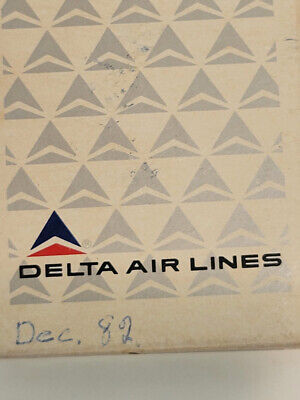 ®
DELTA AIR LINES
Dec. 82.